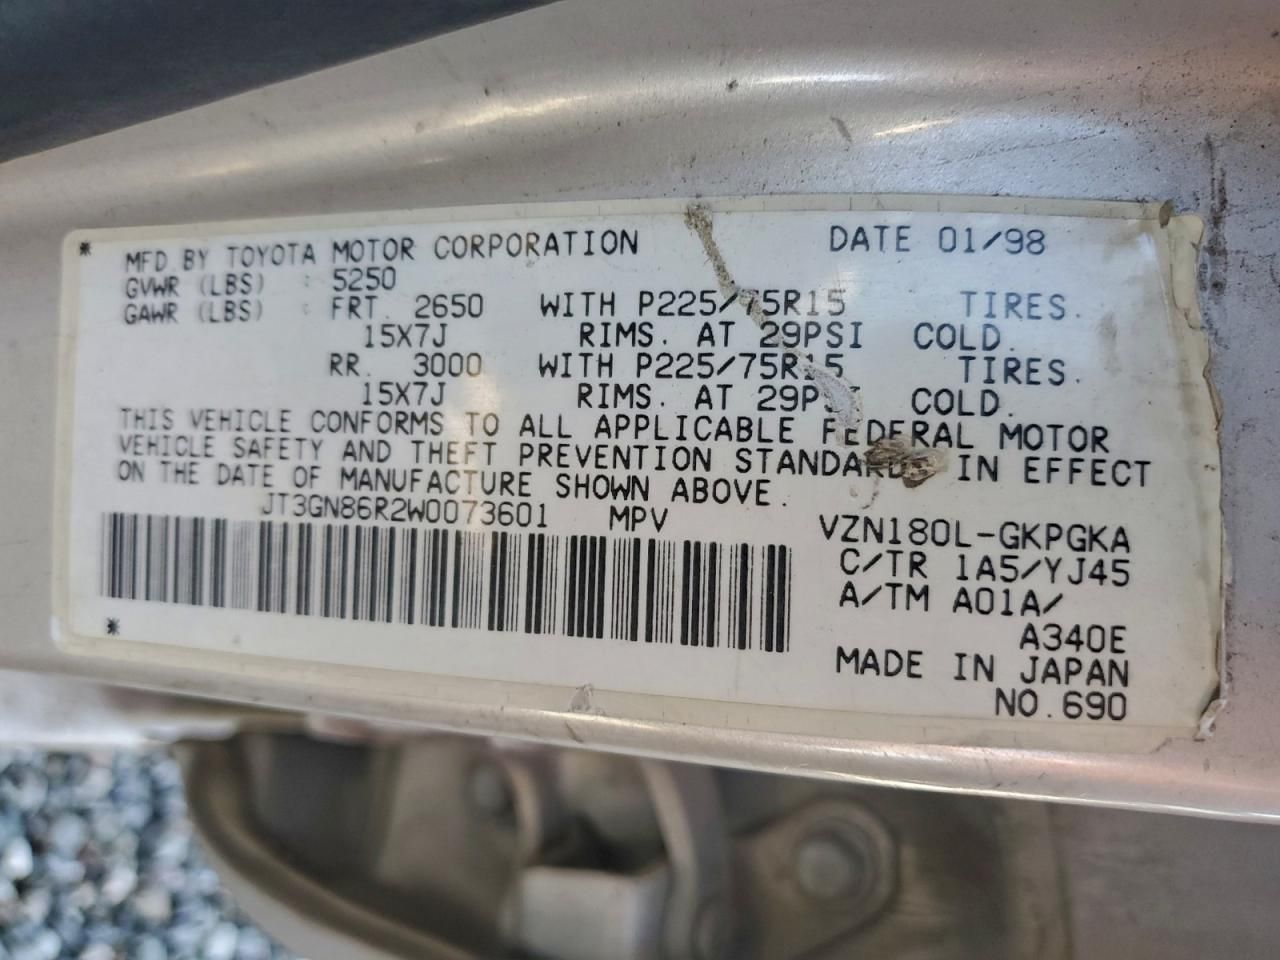 * MFD BY TOYOTA MOTOR CORPORATION DATE 01/98
GVWR (LBS) : 5250
GAWR (LBS) : FRT. 2650 WITH P225/75R15 TIRES.
15X7J RIMS. AT 29PSI COLD.
RR. 3000 WITH P225/75R15 TIRES.
15X7J RIMS. AT 29PSI COLD.
THIS VEHICLE CONFORMS TO ALL APPLICABLE FEDERAL MOTOR
VEHICLE SAFETY AND THEFT PREVENTION STANDARDS IN EFFECT
ON THE DATE OF MANUFACTURE SHOWN ABOVE.
JT3GN86R2W0073601 MPV VZN180L-GKPGKA
C/TR 1A5/YJ45
A/TM A01A/
* A340E
MADE IN JAPAN
NO.690